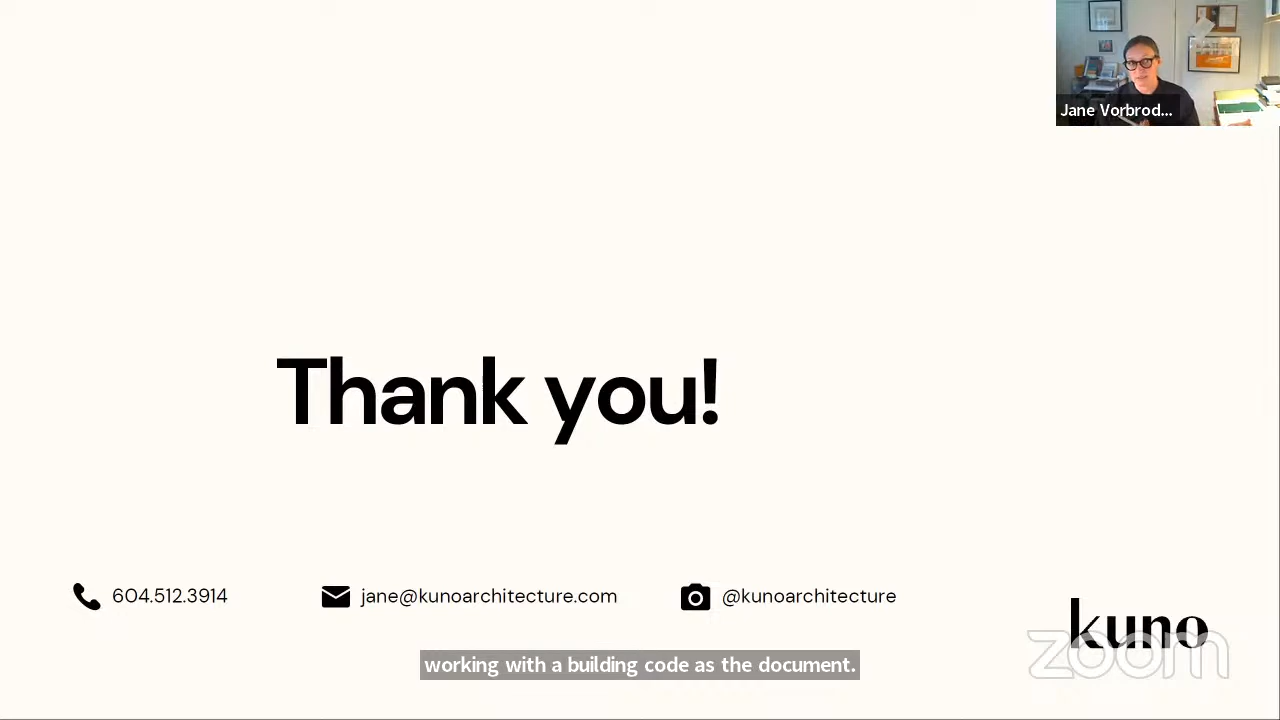 Jane Vorbrod...
Thank you!
604.512.3914
jane@kunoarchitecture.com
@kunoarchitecture
kuno
zoom
working with a building code as the document.